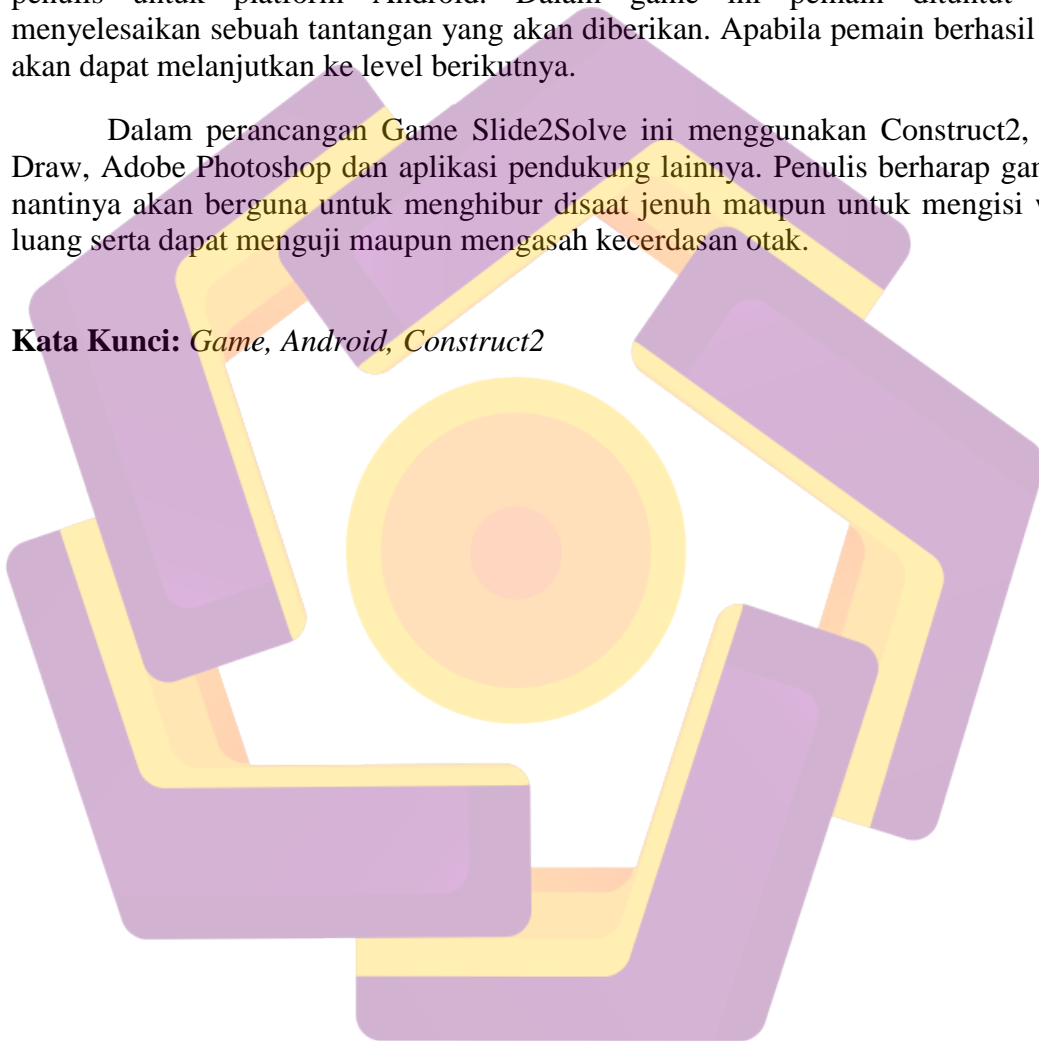 penulis untuk platform Android. Dalam game ini pemain dituntut
menyelesaikan sebuah tantangan yang akan diberikan. Apabila pemain berhasil
akan dapat melanjutkan ke level berikutnya.
Dalam perancangan Game Slide2Solve ini menggunakan Construct2,
Draw, Adobe Photoshop dan aplikasi pendukung lainnya. Penulis berharap
nantinya akan berguna untuk menghibur disaat jenuh maupun untuk mengisi
luang serta dapat menguji maupun mengasah kecerdasan otak.
Kata Kunci: Game, Android, Construct2